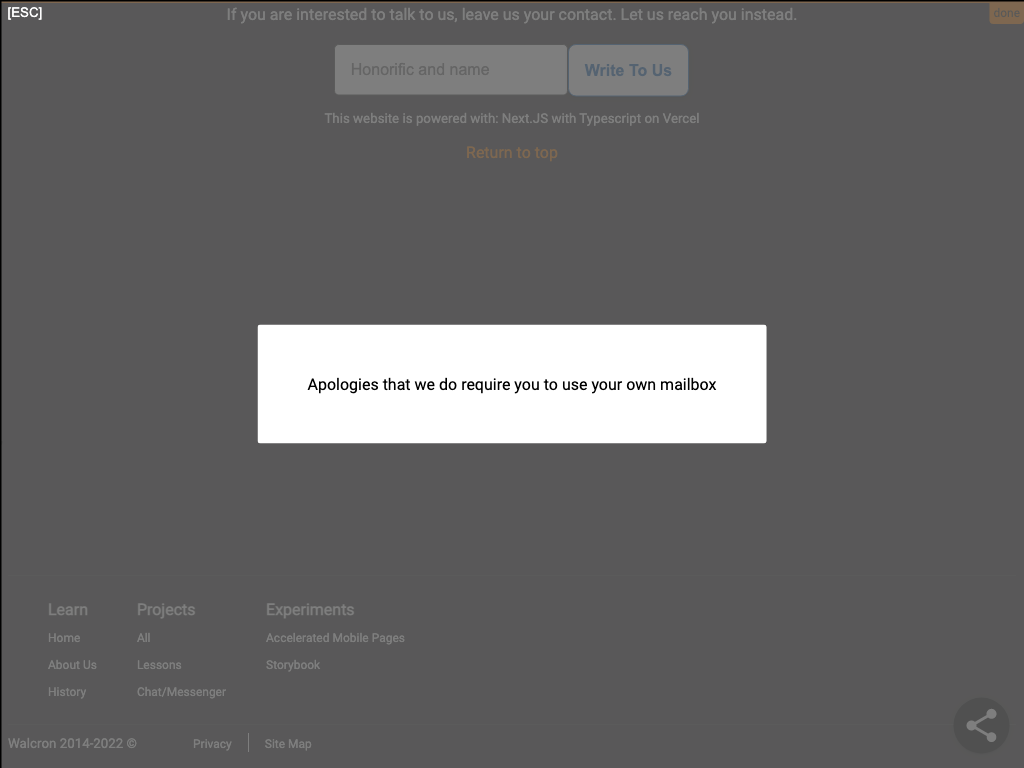 [ESC]
If you are interested to talk to us, leave us your contact. Let us reach you instead.
done
Honorific and name
Write To Us
This website is powered with: Next.JS with Typescript on Vercel
Return to top
Apologies that we do require you to use your own mailbox
Learn
Home
About Us
History
Projects
All
Lessons
Chat/Messenger
Experiments
Accelerated Mobile Pages
Storybook
Walcron 2014-2022 ©
Privacy
Site Map